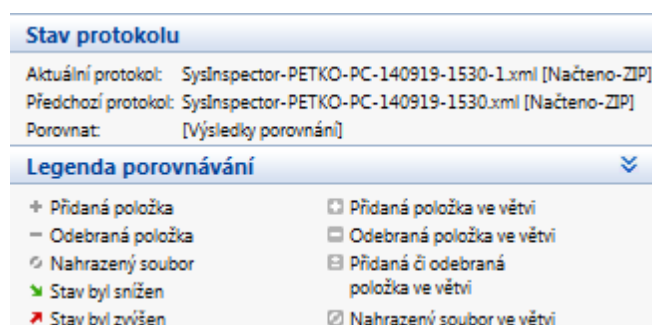 Stav protokolu
Aktuální protokol: SysInspector-PETKO-PC-140919-1530-1.xml [Načteno-ZIP]
Předchozí protokol: SysInspector-PETKO-PC-140919-1530.xml [Načteno-ZIP]
Porovnat: [Výsledky porovnání]
Legenda porovnávání
Přidaná položka
Přidaná položka ve větvi
Odebraná položka
Odebraná položka ve větvi
Nahrazený soubor
Přidaná či odebraná
položka ve větvi
Stav byl snížen
Stav byl zvýšen
Nahrazený soubor ve větvi